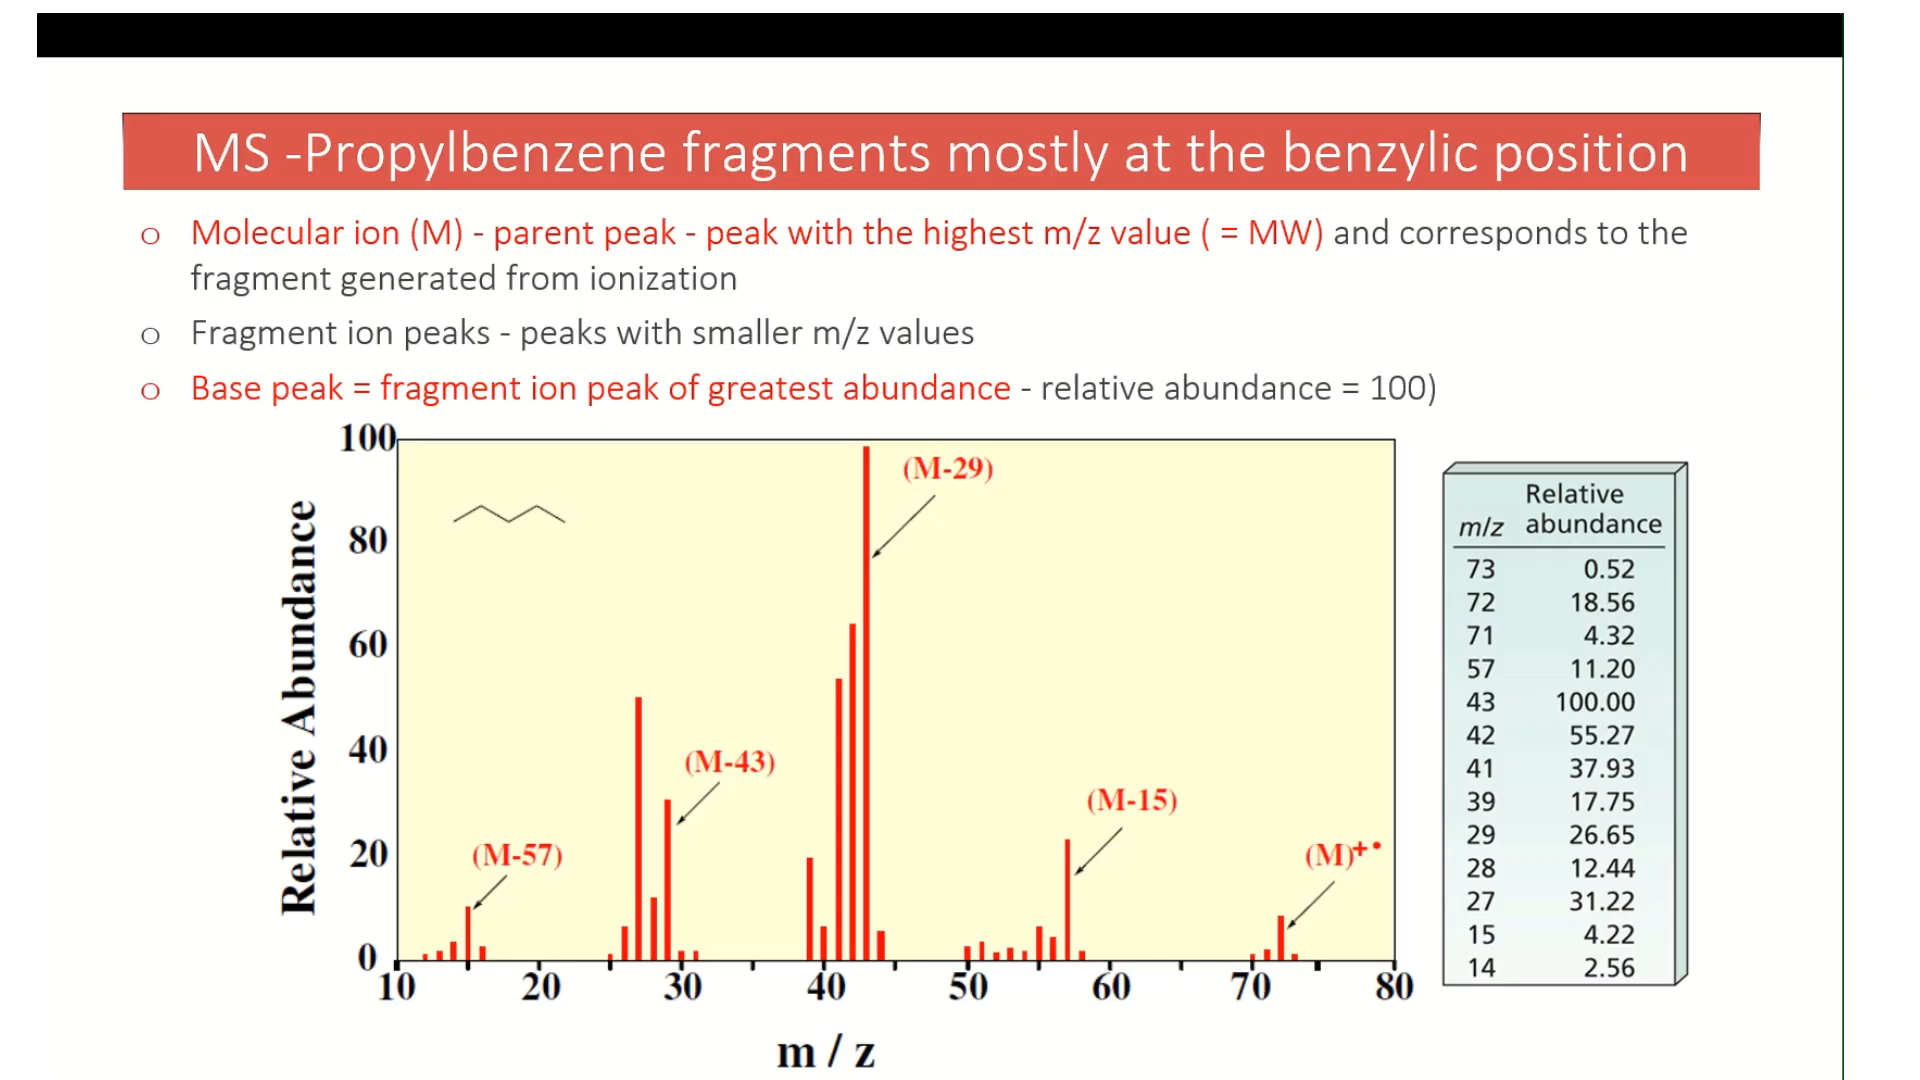 MS -Propylbenzene fragments mostly at the benzylic position
o Molecular ion (M) - parent peak - peak with the highest m/z value ( = MW) and corresponds to the
fragment generated from ionization
o Fragment ion peaks - peaks with smaller m/z values
o Base peak = fragment ion peak of greatest abundance - relative abundance = 100)
Relative Abundance
100
80
60
40
20
0
(M-29)
(M-43)
(M-15)
(M-57)
(M)+•
10 20 30 40 50 60 70 80
m / z
Relative
m/z abundance
73 0.52
72 18.56
71 4.32
57 11.20
43 100.00
42 55.27
41 37.93
39 17.75
29 26.65
28 12.44
27 31.22
15 4.22
14 2.56